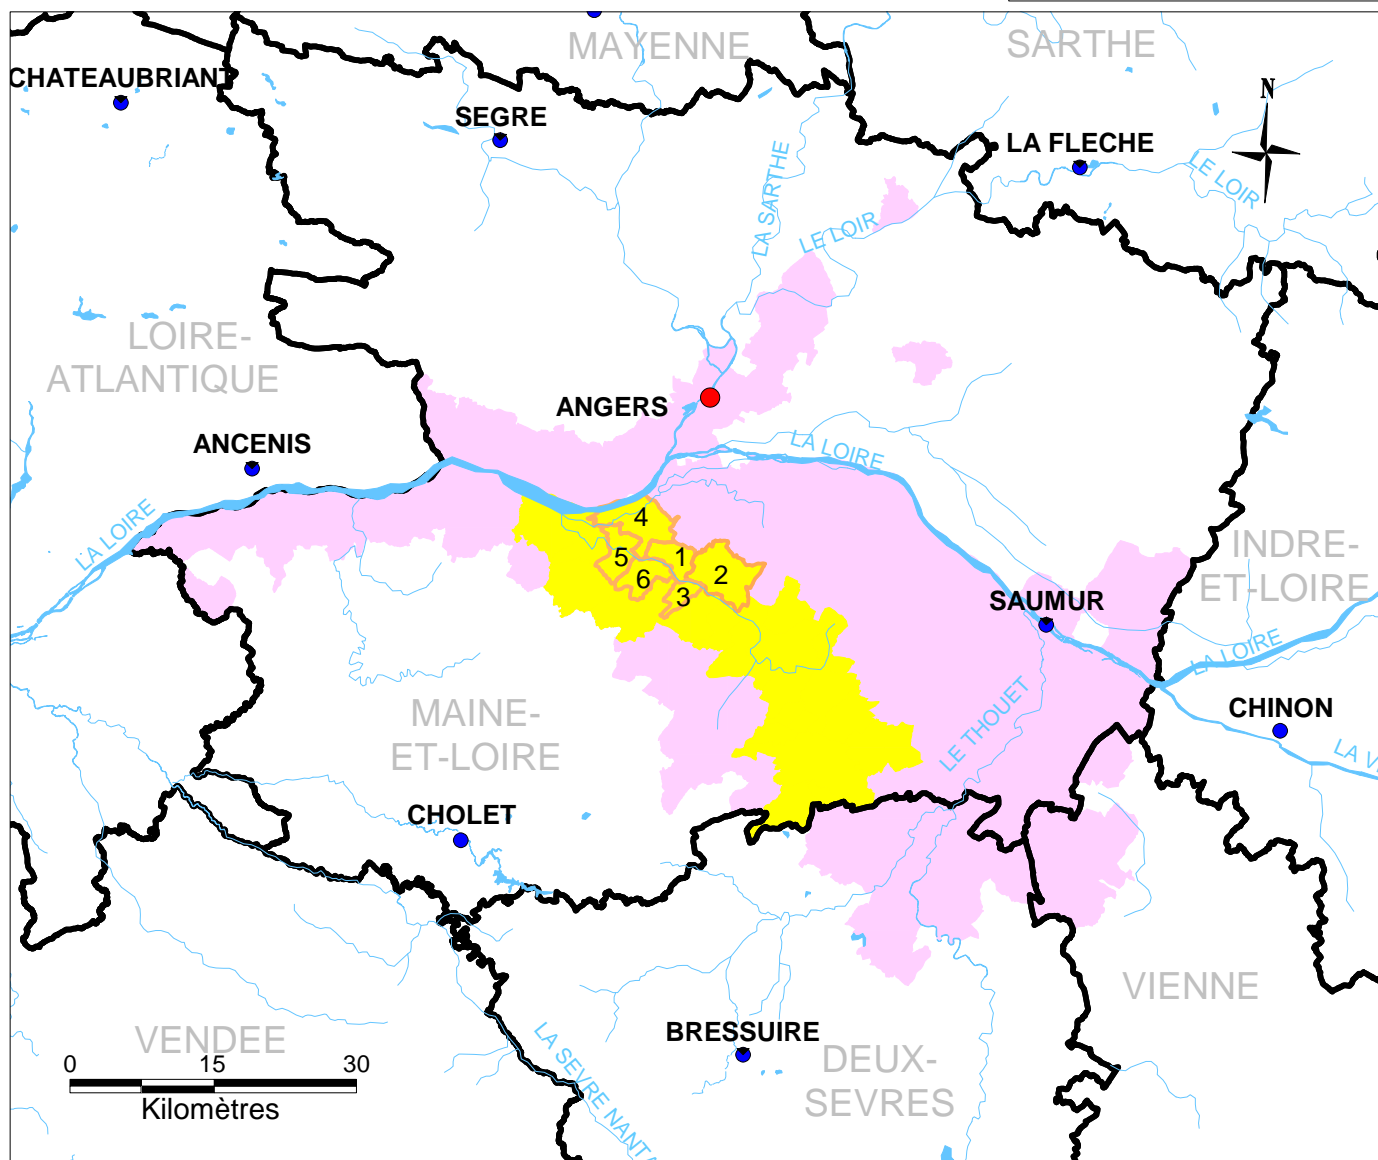 MAYENNE
SARTHE
CHATEAUBRIANT
SEGRE
N
LA FLECHE
LE LOIR
LA SARTHE
LE LOIR
LOIRE-
ATLANTIQUE
ANGERS
ANCENIS
LA LOIRE
LA LOIRE
4
5
1
2
6
3
INDRE-
ET-LOIRE
SAUMUR
LA LOIRE
CHINON
LA V
MAINE-
ET-LOIRE
LE THOUET
CHOLET
VIENNE
VENDEE
BRESSUIRE
DEUX-
SEVRES
LA SEVRE NANTA
0 15 30
Kilomètres